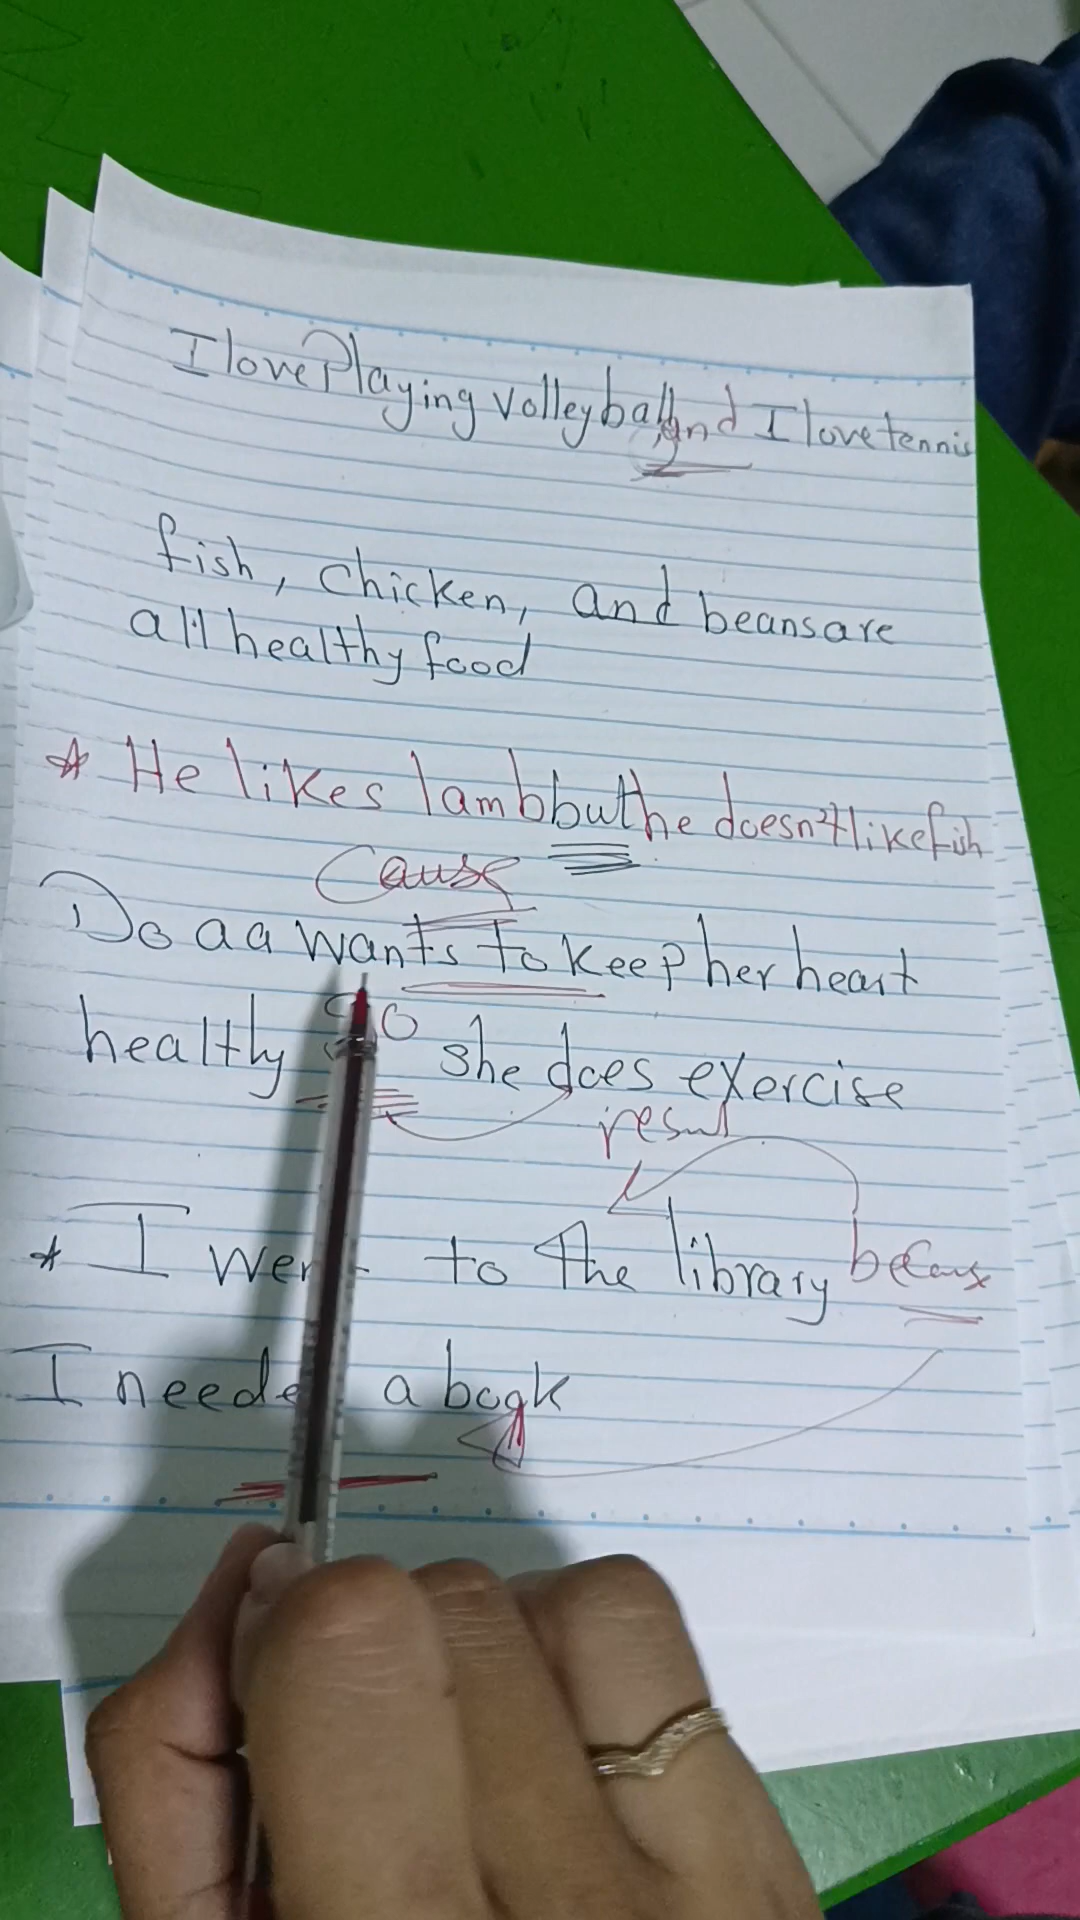 I love Playing volleyball, and I love tennis
fish, chicken, and beans are
all healthy food
* He likes lamb but he doesn't like fish
Cause
Doaa wants to keep her heart
healthy so she does exercise
result
* I went to the library because
I needed a book